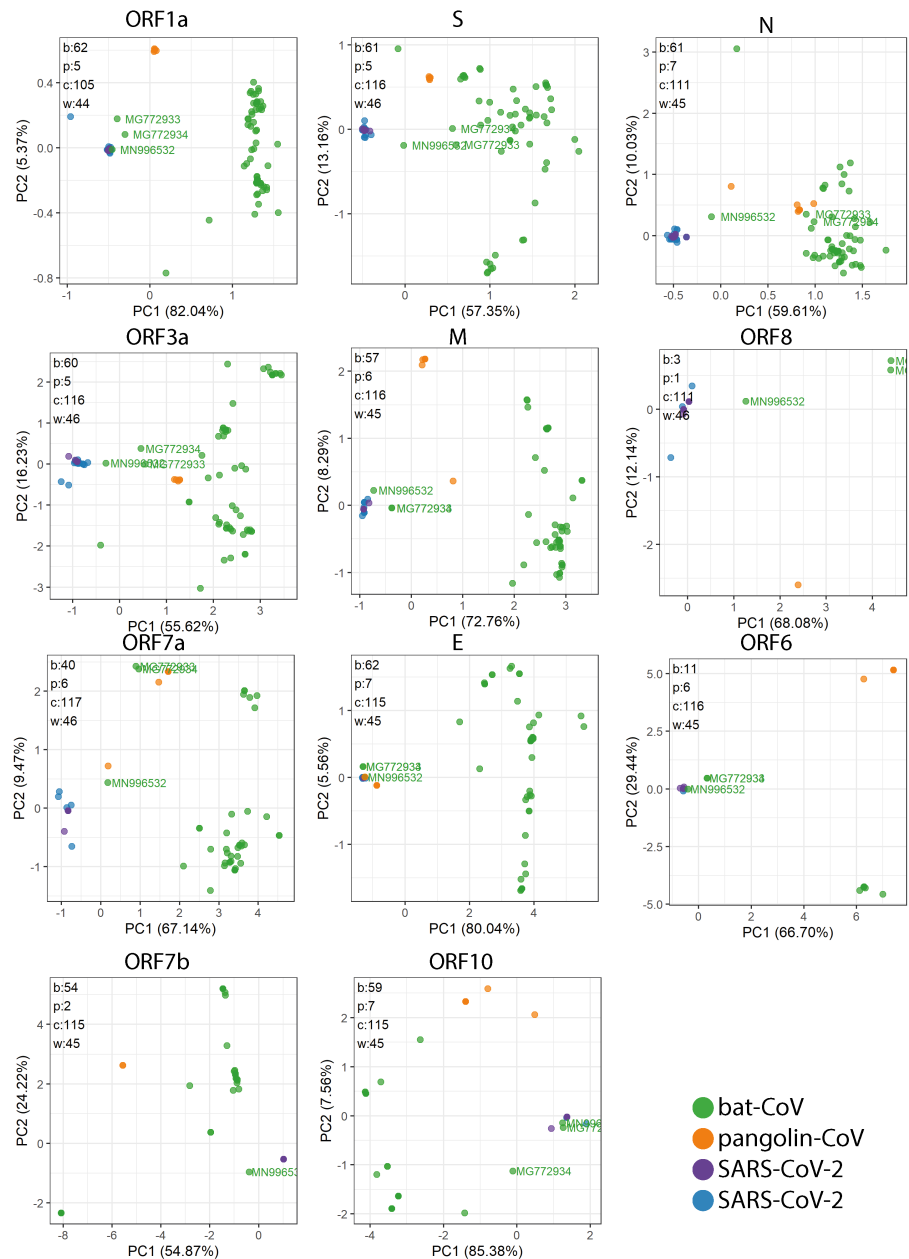 ORF1a
b:62
p:5
c:105
w:44
MG772933
MG772934
MN996532
0.4
0.0
-0.4
-0.8
-1
0
1
PC2 (5.37%)
PC1 (82.04%)
S
b:61
p:5
c:116
w:46
MG772934
MN996532
MG772933
1
0
-1
0
1
2
PC2 (13.16%)
PC1 (57.35%)
N
b:61
p:7
c:111
w:45
MN996532
MG772933
MG772934
3
2
1
0
-0.5
0.0
0.5
1.0
1.5
PC2 (10.03%)
PC1 (59.61%)
ORF3a
b:60
p:5
c:116
w:46
MG772934
MN996532
MG772933
2
1
0
-1
-2
-3
-1
0
1
2
3
PC2 (16.23%)
PC1 (55.62%)
M
b:57
p:6
c:116
w:45
MN996532
MG772934
2
1
0
-1
-1
0
1
2
3
PC2 (8.29%)
PC1 (72.76%)
ORF8
b:3
p:1
c:111
w:46
MN996532
0
-1
-2
0
1
2
3
4
PC2 (12.14%)
PC1 (68.08%)
ORF7a
b:40
p:6
c:117
w:46
MG772933
MG772934
MN996532
2
1
0
-1
-1
0
1
2
3
4
PC2 (9.47%)
PC1 (67.14%)
E
b:62
p:7
c:115
w:45
MG772934
MN996532
1
0
-1
0
4
PC2 (5.56%)
PC1 (80.04%)
ORF6
b:11
p:6
c:116
w:45
MG772934
MN996532
5.0
2.5
0.0
-2.5
-5.0
0
3
6
PC2 (29.44%)
PC1 (66.70%)
ORF7b
b:54
p:2
c:115
w:45
MN99653
4
2
0
-2
-8
-6
-4
-2
0
PC2 (24.22%)
PC1 (54.87%)
ORF10
b:59
p:7
c:115
w:45
MN996
MG772
MG772934
2
1
0
-1
-2
-4
-2
0
2
PC2 (7.56%)
PC1 (85.38%)
bat-CoV
pangolin-CoV
SARS-CoV-2
SARS-CoV-2